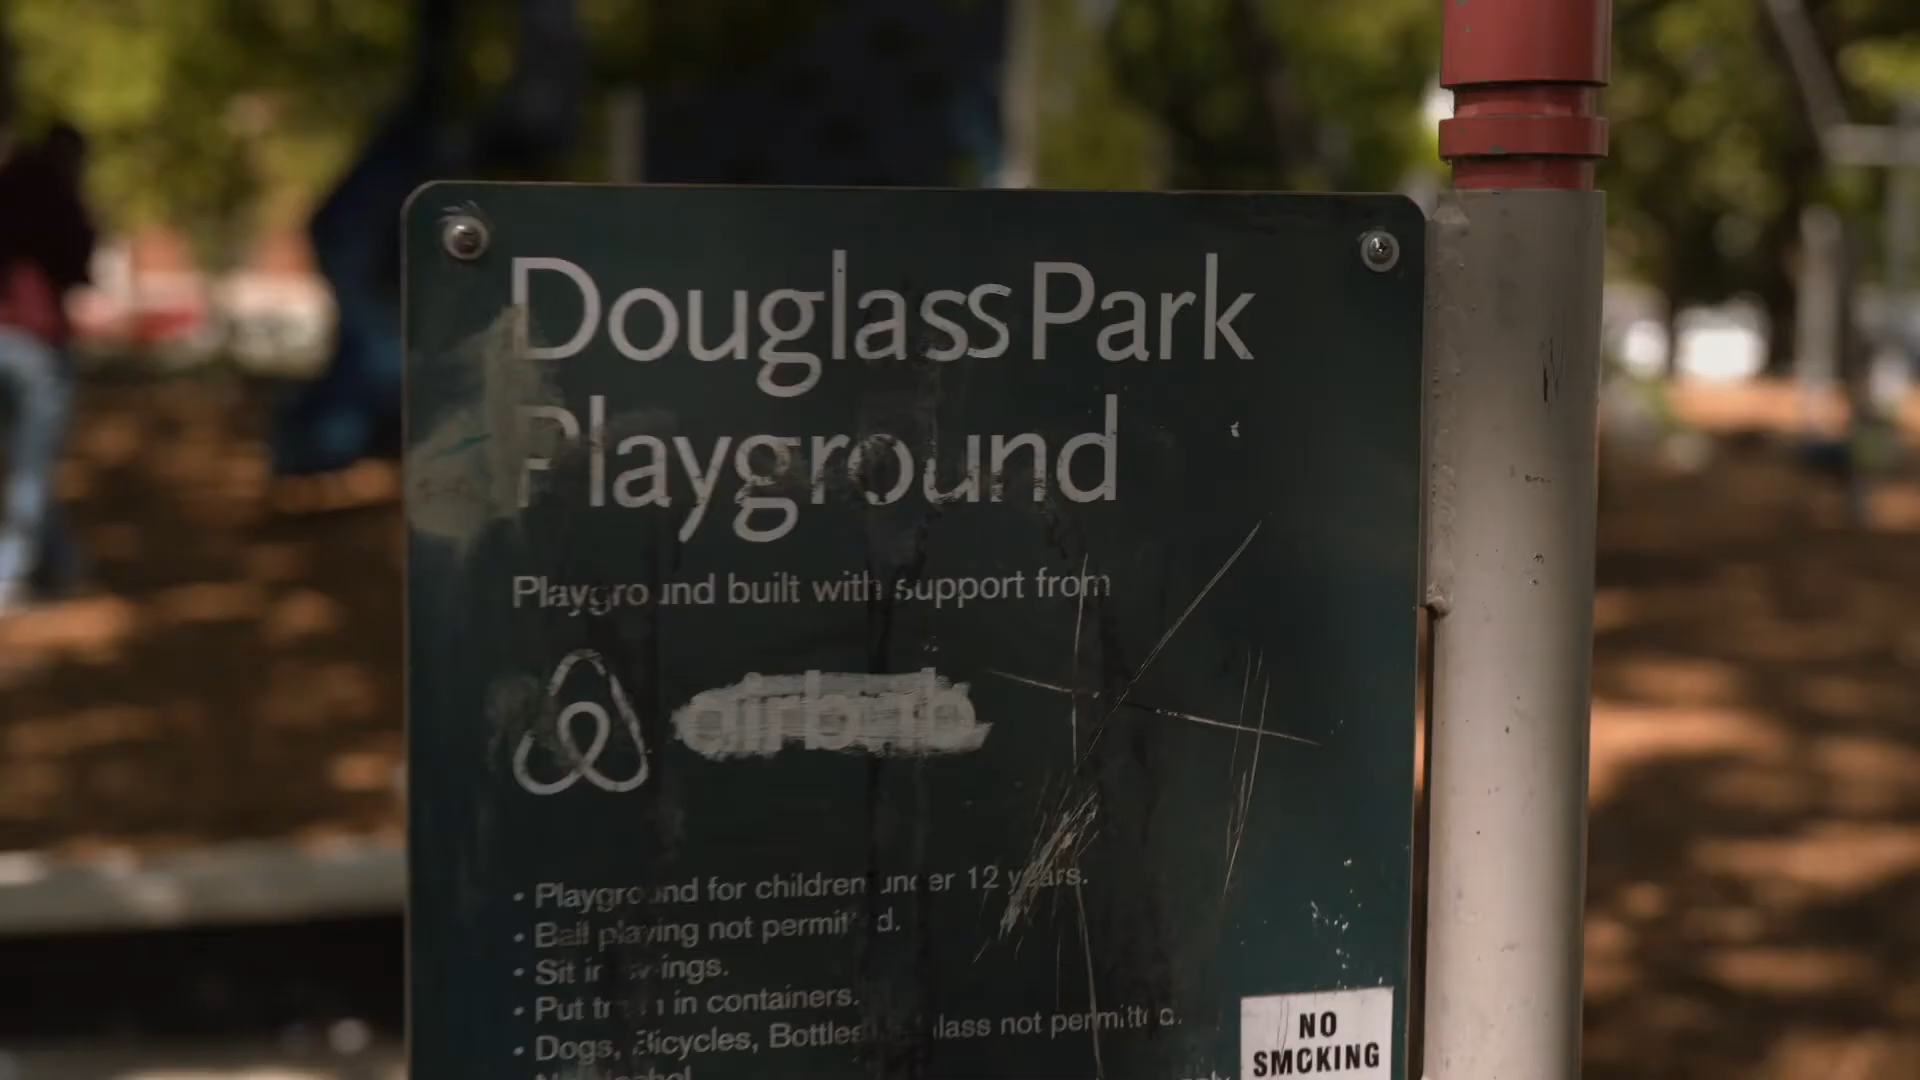 Douglass Park
Playground
Playground built with support from
airbnb
• Playground for children under 12 years.
• Ball playing not permitted.
• Sit in swings.
• Put trash in containers.
• Dogs, Bicycles, Bottles glass not permitted.
NO
SMOKING